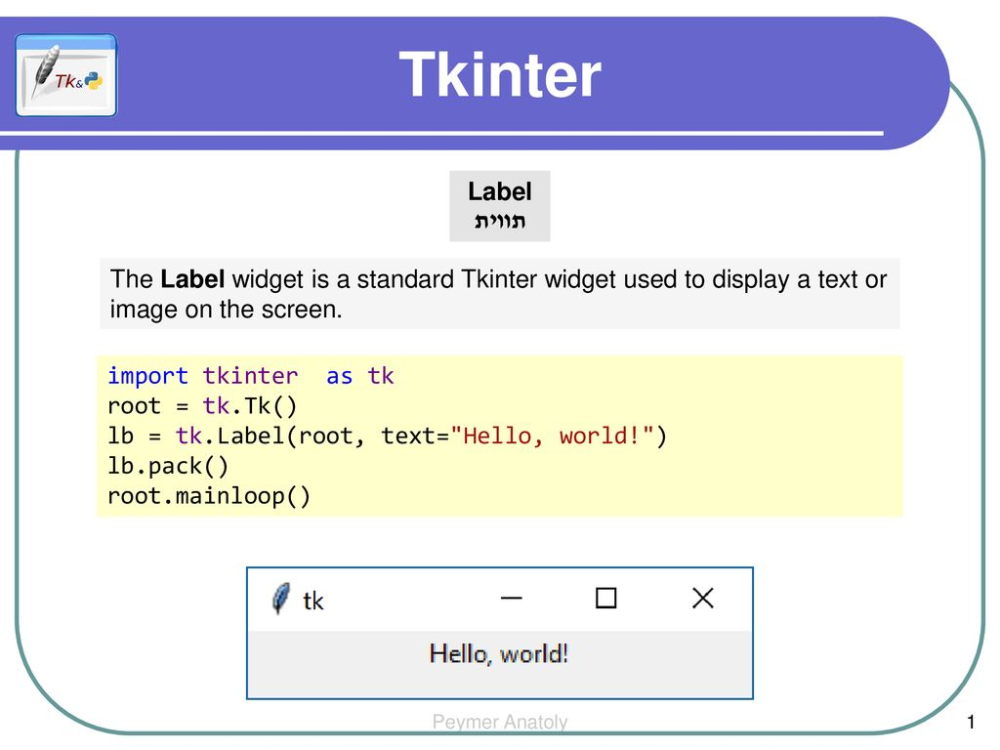 Tk&
Tkinter
Label
תווית
The Label widget is a standard Tkinter widget used to display a text or
image on the screen.
import tkinter  as tk
root = tk.Tk()
lb = tk.Label(root, text="Hello, world!")
lb.pack()
root.mainloop()
tk
Hello, world!
Peymer Anatoly
1